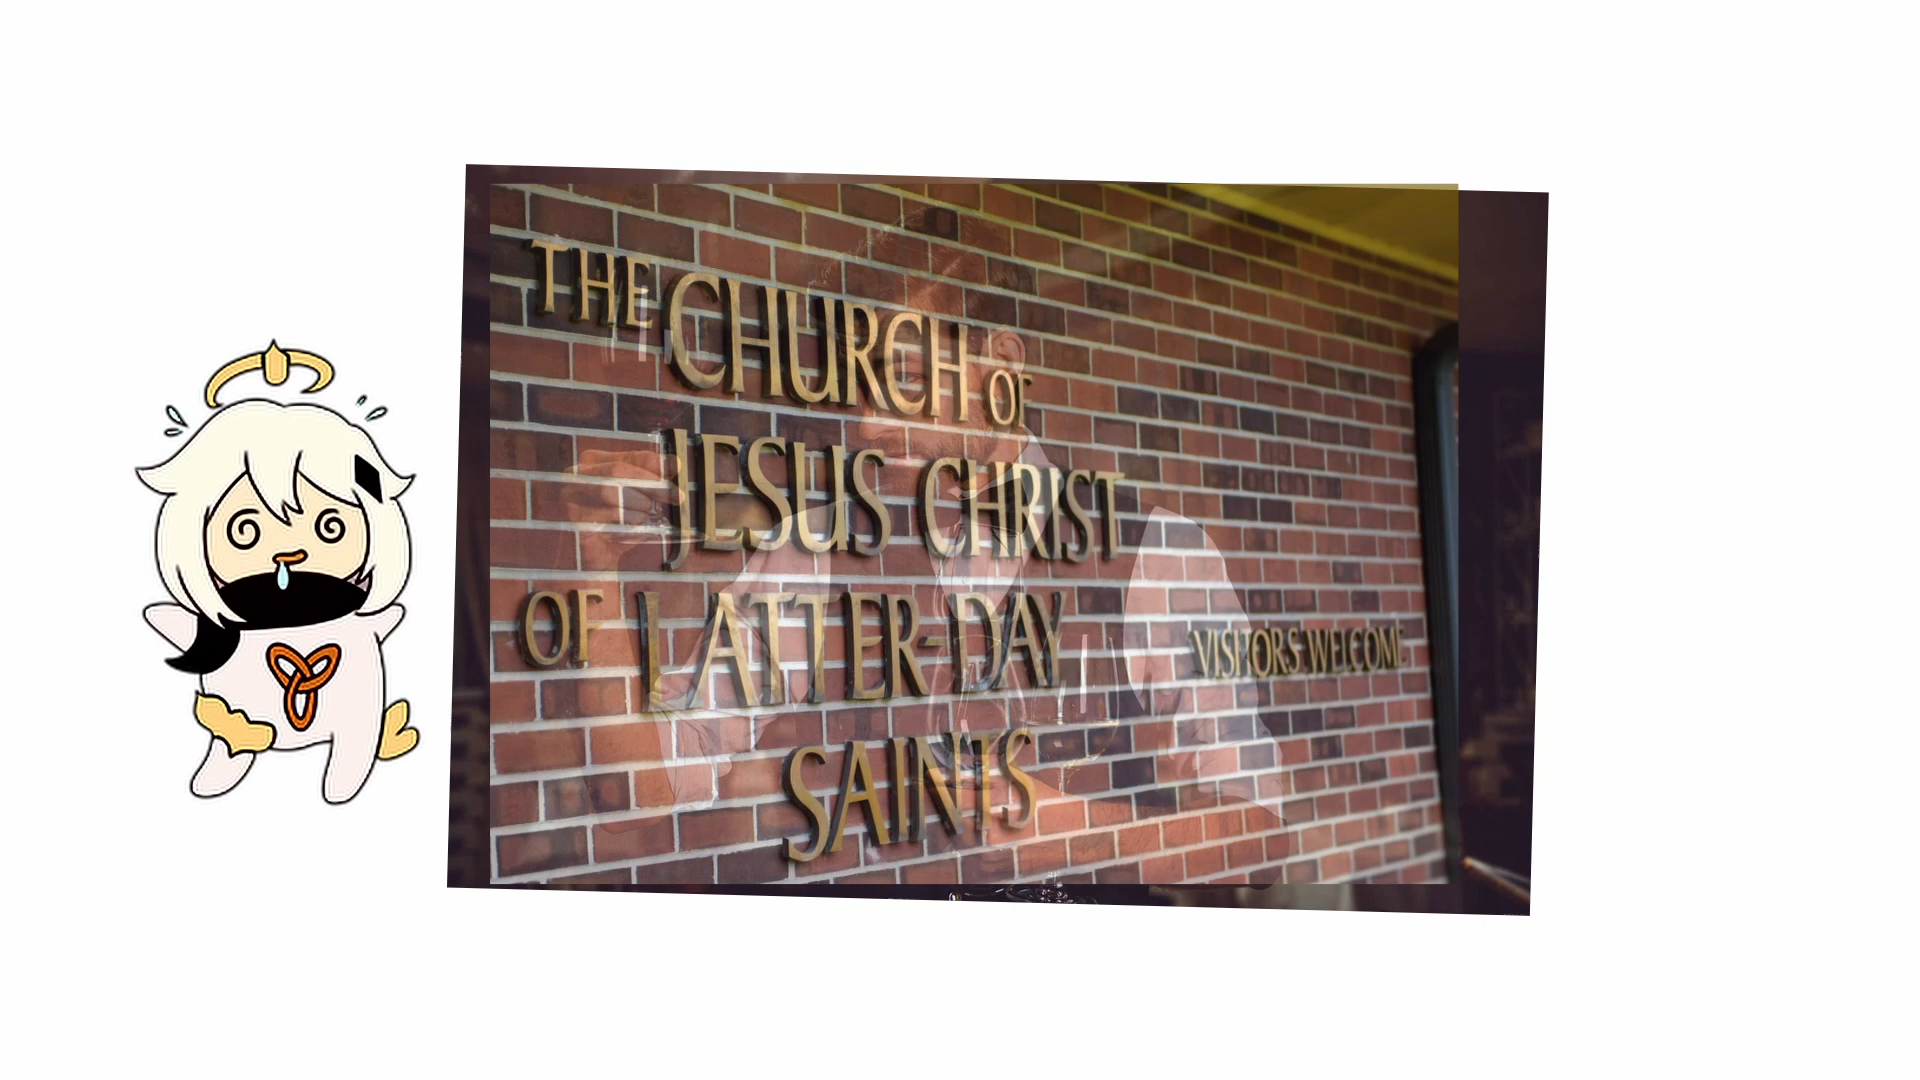 THE CHURCH OF
JESUS CHRIST
OF LATTER-DAY
SAINTS
VISITORS WELCOME